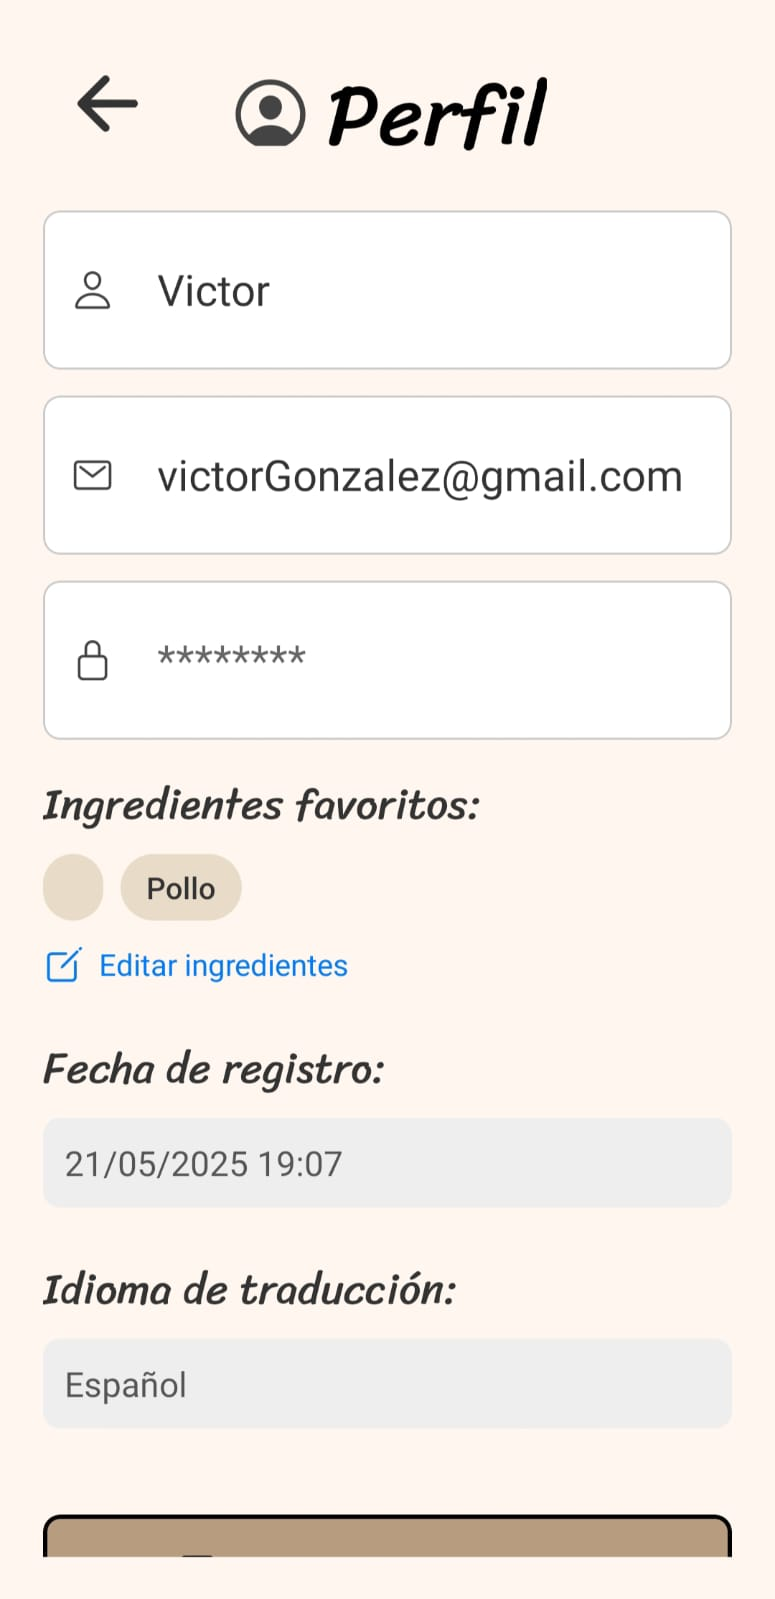 Perfil
Victor
victorGonzalez@gmail.com
********
Ingredientes favoritos:
Pollo
Editar ingredientes
Fecha de registro:
21/05/2025 19:07
Idioma de traducción:
Español